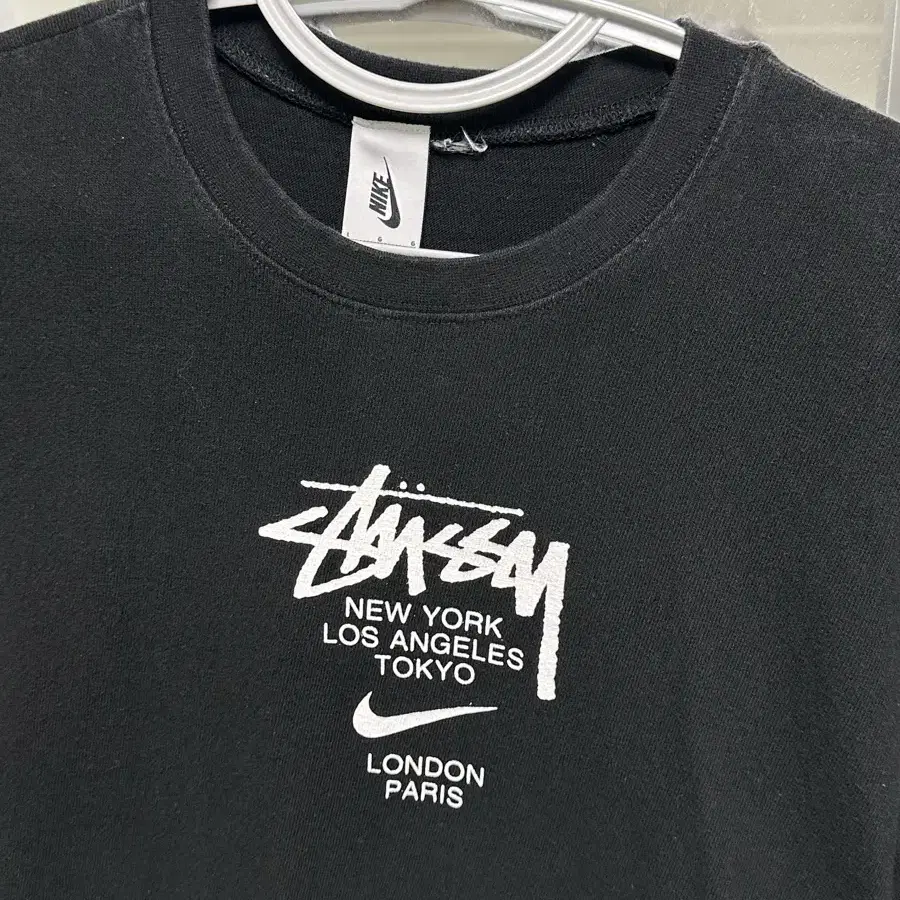 NIKE
L G G
STÜSSY
NEW YORK
LOS ANGELES
TOKYO
LONDON
PARIS